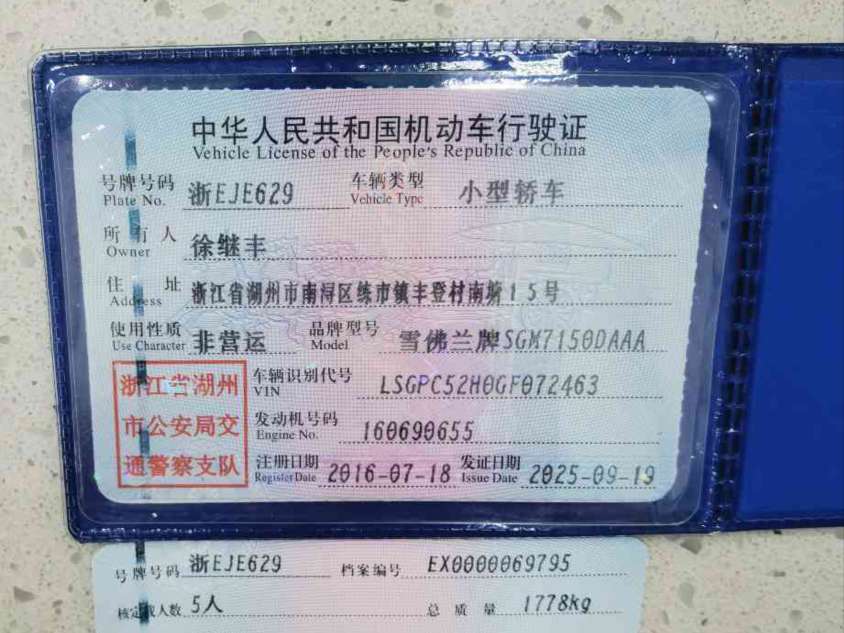 中华人民共和国机动车行驶证
Vehicle License of the People's Republic of China
号牌号码 浙EJE629 车辆类型 小型轿车
Plate No. Vehicle Type
所有人 徐继丰
Owner
住址 浙江省湖州市南浔区练市镇丰登村南塘15号
Address
使用性质 非营运 品牌型号 雪佛兰牌SGM7150DAAA
Use Character Model
浙江省湖州
市公安局交
通警察支队
车辆识别代号 LSGPC52H0GF072463
VIN
发动机号码 160690655
Engine No.
注册日期 2016-07-18 发证日期 2025-09-19
Register Date Issue Date
号牌号码 浙EJE629 档案编号 EX0000069795
核定载人数 5人 总质量 1778kg